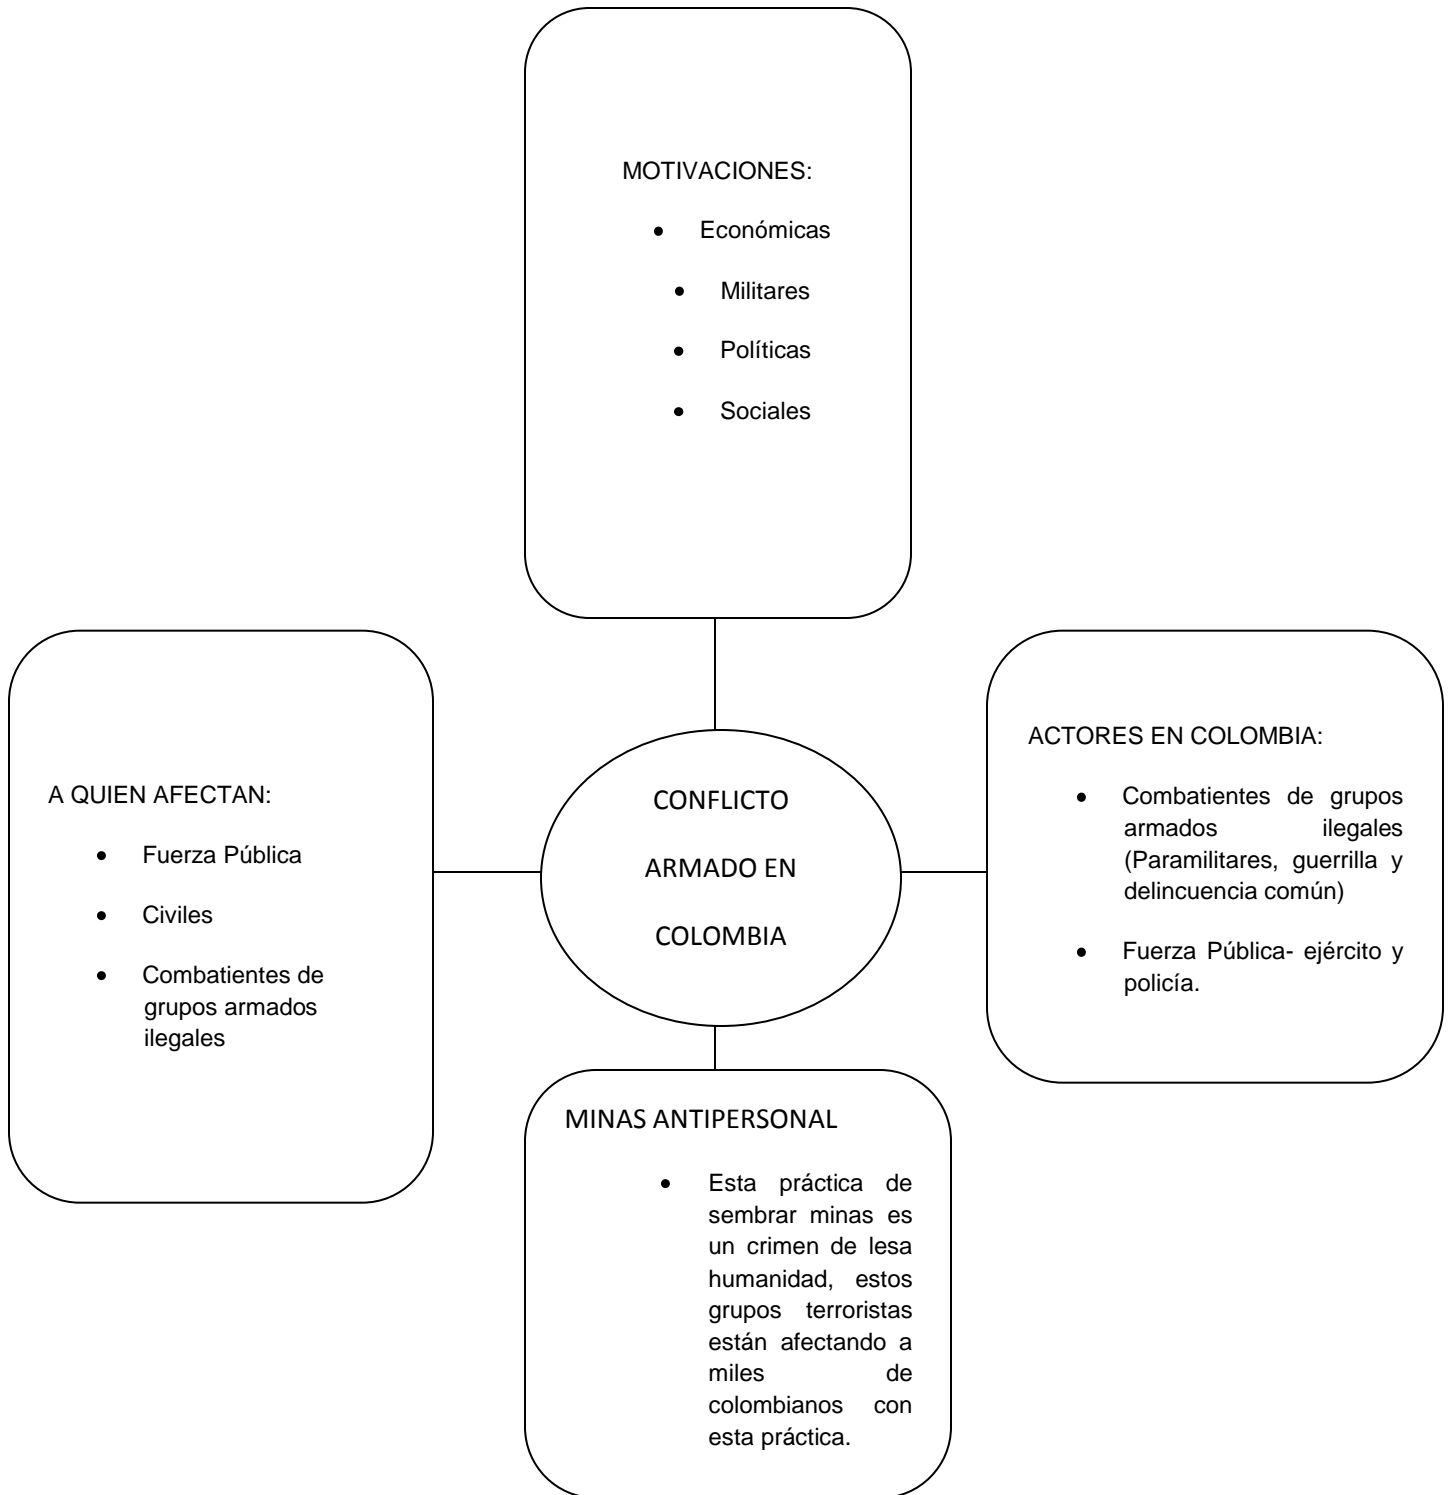 MOTIVACIONES:
• Económicas
• Militares
• Políticas
• Sociales
A QUIEN AFECTAN:
• Fuerza Pública
• Civiles
• Combatientes de
grupos armados
ilegales
CONFLICTO
ARMADO EN
COLOMBIA
ACTORES EN COLOMBIA:
• Combatientes de grupos
armados ilegales
(Paramilitares, guerrilla y
delincuencia común)
• Fuerza Pública- ejército y
policía.
MINAS ANTIPERSONAL
• Esta práctica de
sembrar minas es
un crimen de lesa
humanidad, estos
grupos terroristas
están afectando a
miles de
colombianos con
esta práctica.